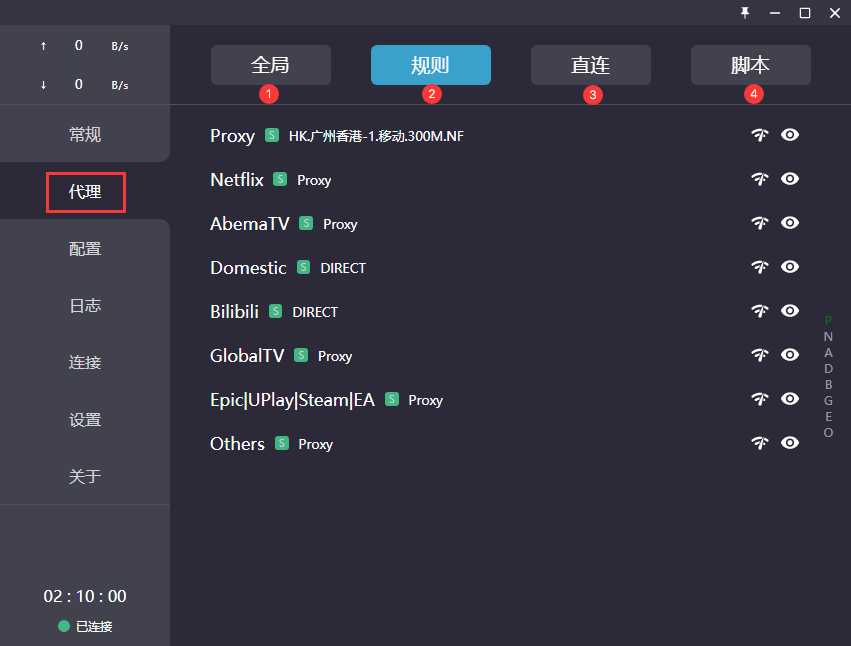 ↑ 0 B/s
↓ 0 B/s
常规
代理
配置
日志
连接
设置
关于
02 : 10 : 00
已连接
全局 规则 直连 脚本
1 2 3 4
Proxy S HK.广州香港-1.移动.300M.NF
Netflix S Proxy
AbemaTV S Proxy
Domestic S DIRECT
Bilibili S DIRECT
GlobalTV S Proxy
Epic|UPlay|Steam|EA S Proxy
Others S Proxy
P
N
A
D
B
G
E
O